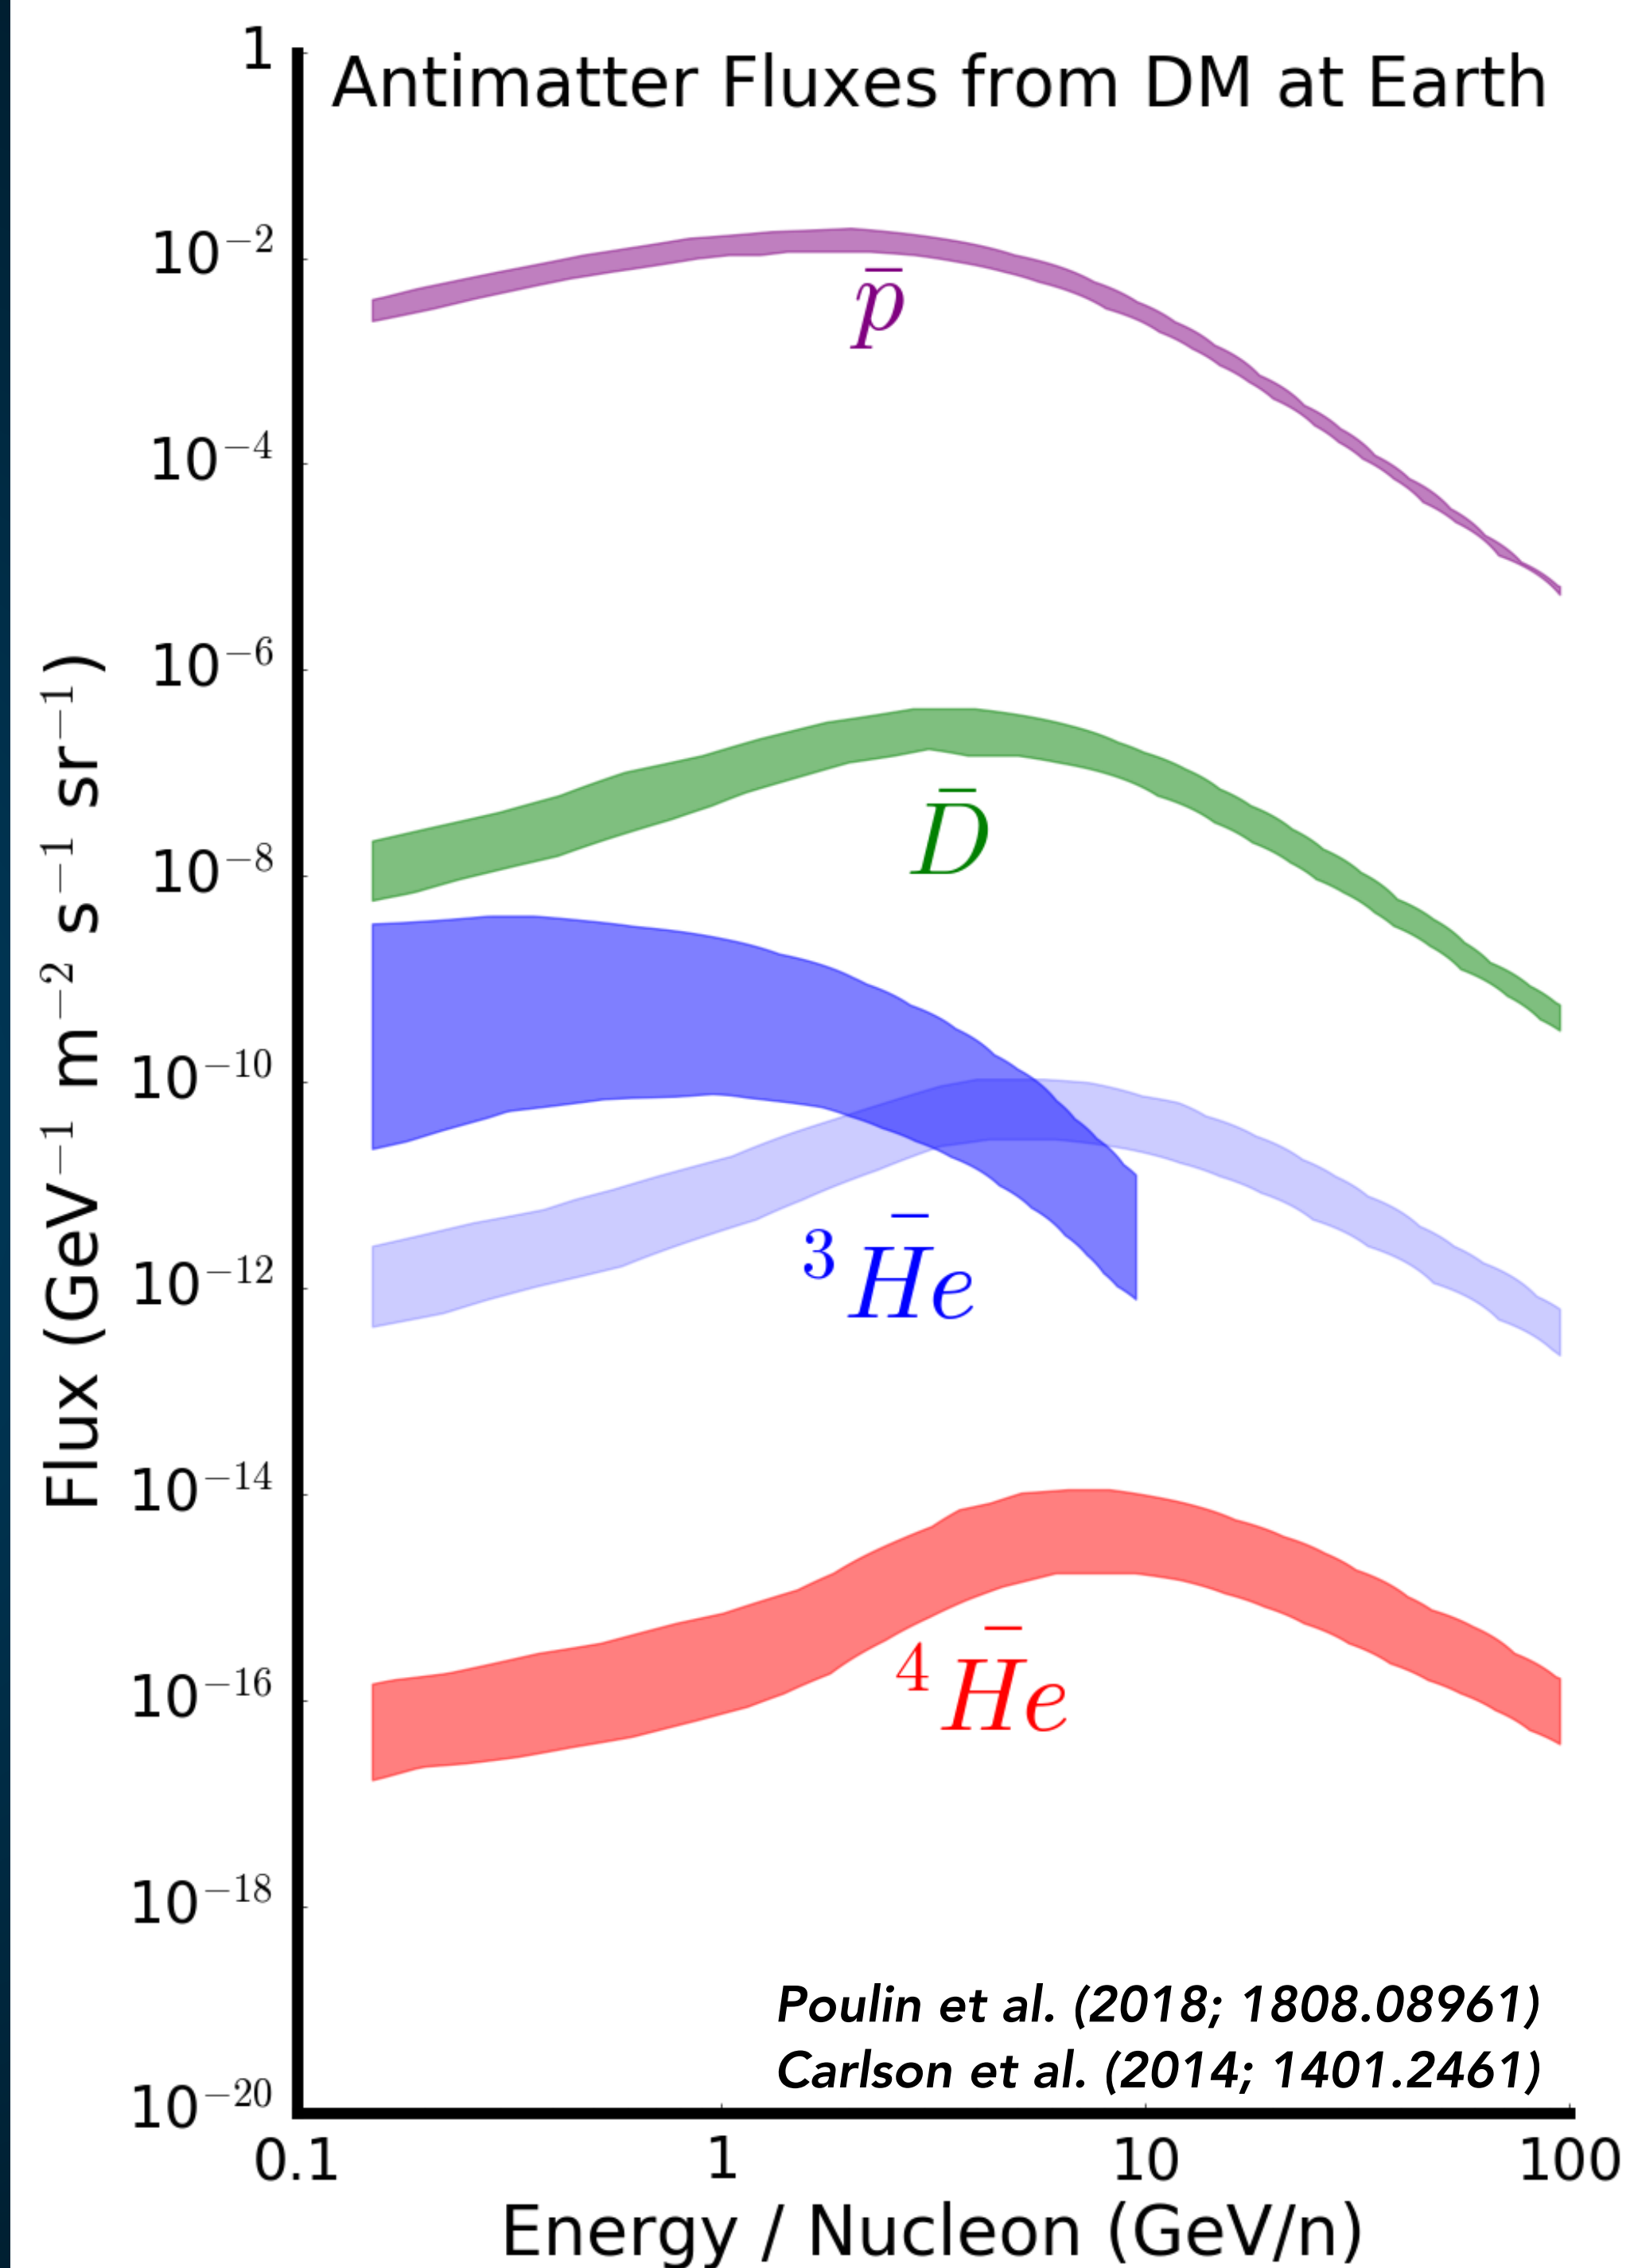 Antimatter Fluxes from DM at Earth
1
10⁻²
10⁻⁴
10⁻⁶
10⁻⁸
10⁻¹⁰
10⁻¹²
10⁻¹⁴
10⁻¹⁶
10⁻¹⁸
10⁻²⁰
Flux (GeV⁻¹ m⁻² s⁻¹ sr⁻¹)
p̄
D̄
³H̄e
⁴H̄e
Poulin et al. (2018; 1808.08961)
Carlson et al. (2014; 1401.2461)
0.1 1 10 100
Energy / Nucleon (GeV/n)